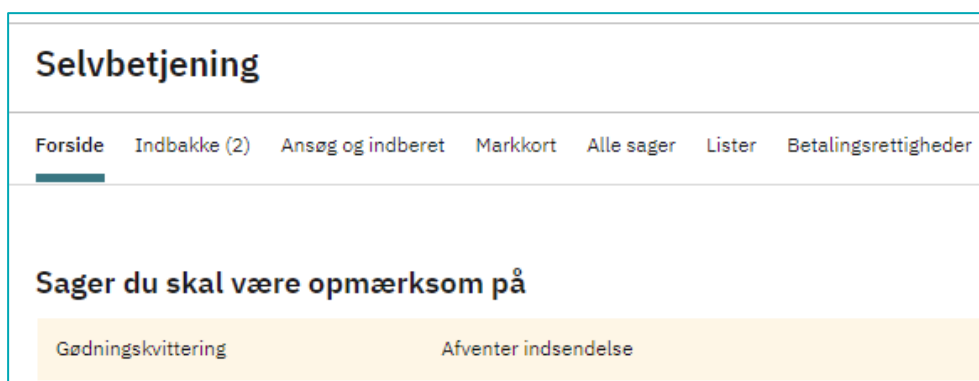 Selvbetjening
Forside Indbakke (2) Ansøg og indberet Markkort Alle sager Lister Betalingsrettigheder
Sager du skal være opmærksom på
Gødningskvittering Afventer indsendelse